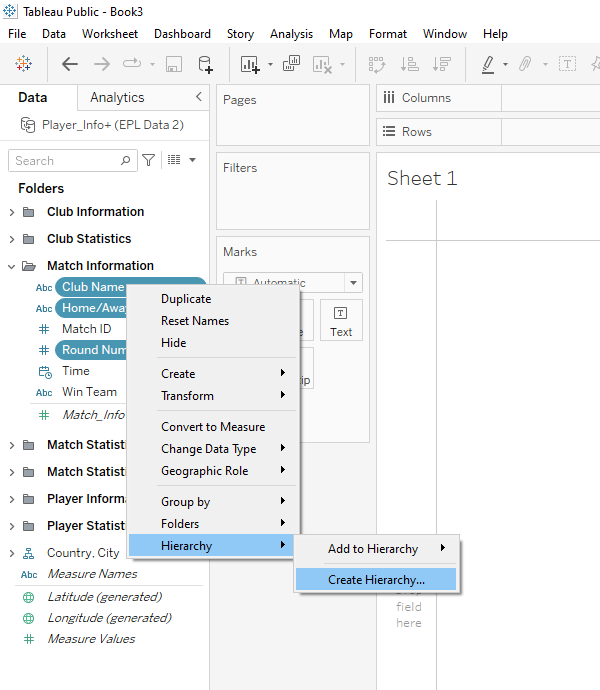 Tableau Public - Book3
File Data Worksheet Dashboard Story Analysis Map Format Window Help
Data Analytics
Player_Info+ (EPL Data 2)
Search
Folders
Club Information
Club Statistics
Match Information
Abc Club Name
Abc Home/Away
Match ID
Round Num
Time
Abc Win Team
Match_Info
Match Statisti
Match Statist
Player Informa
Player Statist
Country, City
Abc Measure Names
Latitude (generated)
Longitude (generated)
Measure Values
Pages
Filters
Marks
Automatic
Text
Duplicate
Reset Names
Hide
Create
Transform
Convert to Measure
Change Data Type
Geographic Role
Group by
Folders
Hierarchy
Add to Hierarchy
Create Hierarchy...
Columns
Rows
Sheet 1
field
here